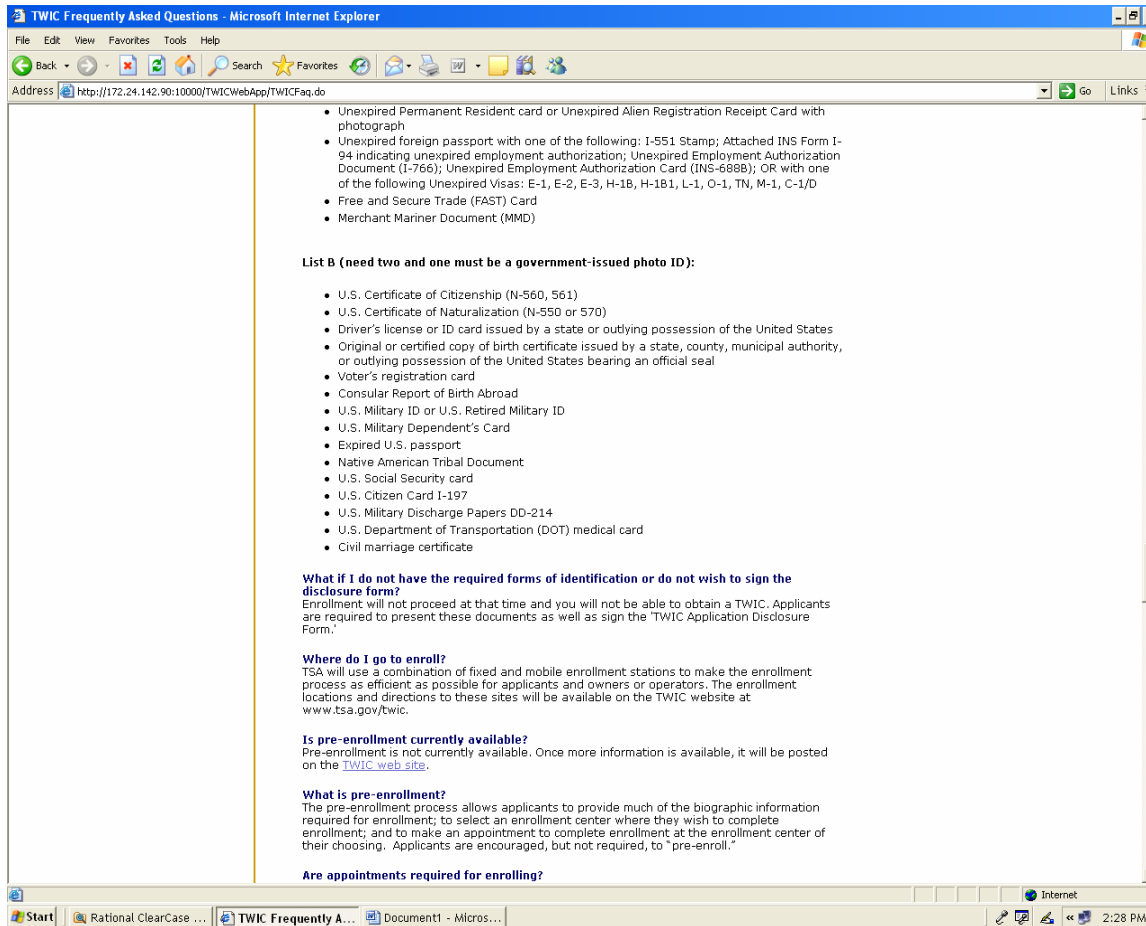 TWIC Frequently Asked Questions - Microsoft Internet Explorer
File Edit View Favorites Tools Help
Back Search Favorites
Address http://172.24.142.90:10000/TWICWebApp/TWICFaq.do Go Links
• Unexpired Permanent Resident card or Unexpired Alien Registration Receipt Card with
photograph
• Unexpired foreign passport with one of the following: I-551 Stamp; Attached INS Form I-
94 indicating unexpired employment authorization; Unexpired Employment Authorization
Document (I-766); Unexpired Employment Authorization Card (INS-688B); OR with one
of the following Unexpired Visas: E-1, E-2, E-3, H-1B, H-1B1, L-1, O-1, TN, M-1, C-1/D
• Free and Secure Trade (FAST) Card
• Merchant Mariner Document (MMD)
List B (need two and one must be a government-issued photo ID):
• U.S. Certificate of Citizenship (N-560, 561)
• U.S. Certificate of Naturalization (N-550 or 570)
• Driver's license or ID card issued by a state or outlying possession of the United States
• Original or certified copy of birth certificate issued by a state, county, municipal authority,
or outlying possession of the United States bearing an official seal
• Voter's registration card
• Consular Report of Birth Abroad
• U.S. Military ID or U.S. Retired Military ID
• U.S. Military Dependent's Card
• Expired U.S. passport
• Native American Tribal Document
• U.S. Social Security card
• U.S. Citizen Card I-197
• U.S. Military Discharge Papers DD-214
• U.S. Department of Transportation (DOT) medical card
• Civil marriage certificate
What if I do not have the required forms of identification or do not wish to sign the
disclosure form?
Enrollment will not proceed at that time and you will not be able to obtain a TWIC. Applicants
are required to present these documents as well as sign the 'TWIC Application Disclosure
Form.'
Where do I go to enroll?
TSA will use a combination of fixed and mobile enrollment stations to make the enrollment
process as efficient as possible for applicants and owners or operators. The enrollment
locations and directions to these sites will be available on the TWIC website at
www.tsa.gov/twic.
Is pre-enrollment currently available?
Pre-enrollment is not currently available. Once more information is available, it will be posted
on the TWIC web site.
What is pre-enrollment?
The pre-enrollment process allows applicants to provide much of the biographic information
required for enrollment; to select an enrollment center where they wish to complete
enrollment; and to make an appointment to complete enrollment at the enrollment center of
their choosing. Applicants are encouraged, but not required, to "pre-enroll."
Are appointments required for enrolling?
Internet
Start Rational ClearCase ... TWIC Frequently A... Document1 - Micros... 2:28 PM